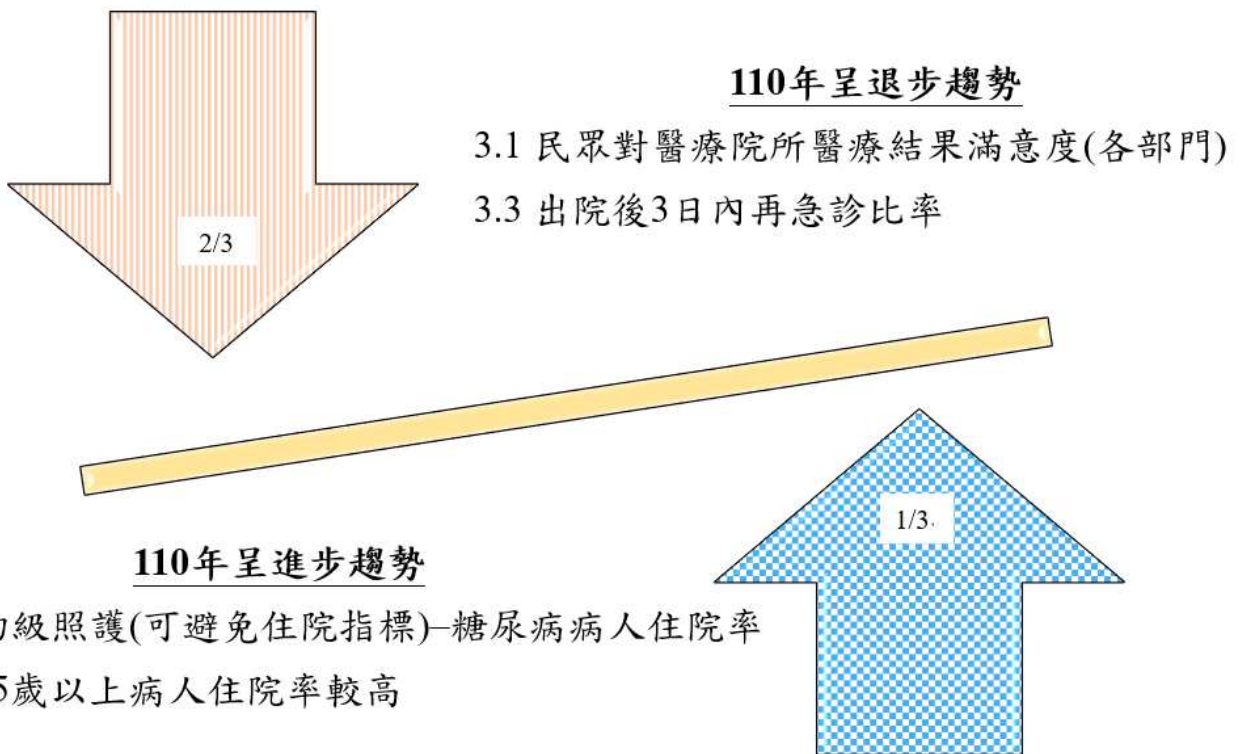 110年呈退步趨勢
3.1 民眾對醫療院所醫療結果滿意度(各部門)
3.3 出院後3日內再急診比率
2/3
1/3
110年呈進步趨勢
級照護(可避免住院指標)–糖尿病病人住院率
歲以上病人住院率較高